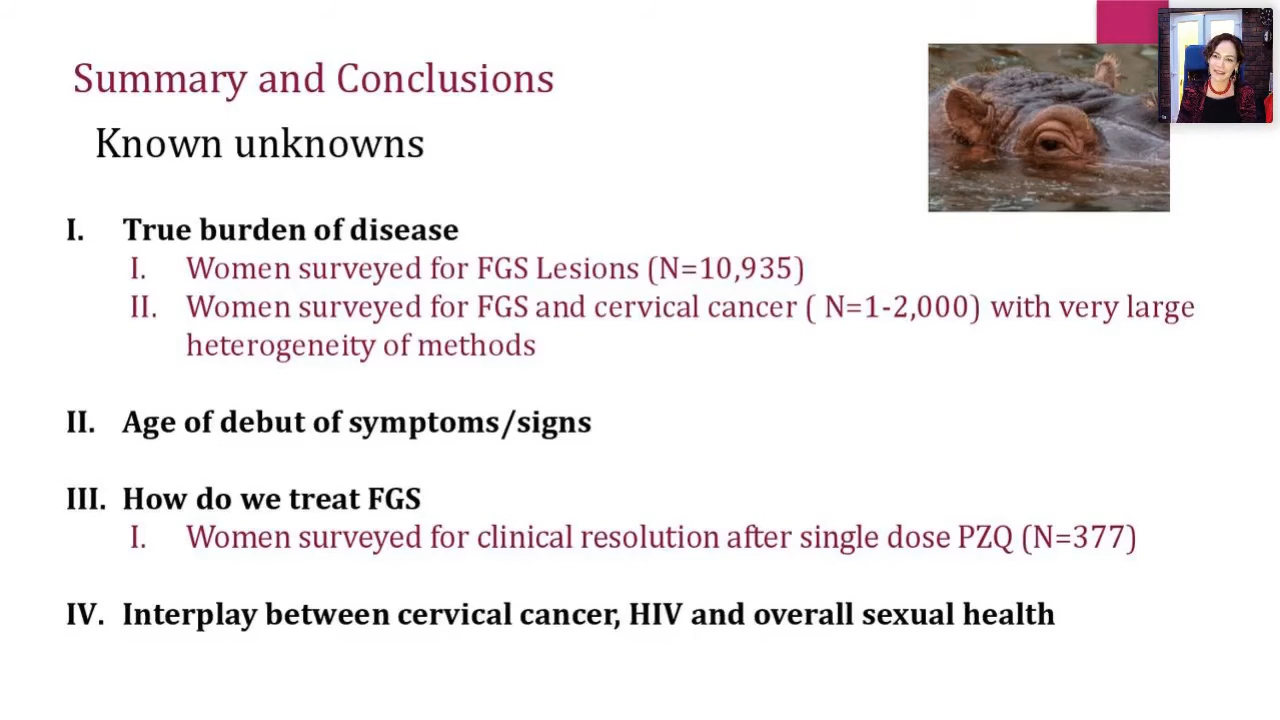 Summary and Conclusions
Known unknowns
I. True burden of disease
I. Women surveyed for FGS Lesions (N=10,935)
II. Women surveyed for FGS and cervical cancer ( N=1-2,000) with very large
heterogeneity of methods
II. Age of debut of symptoms/signs
III. How do we treat FGS
I. Women surveyed for clinical resolution after single dose PZQ (N=377)
IV. Interplay between cervical cancer, HIV and overall sexual health